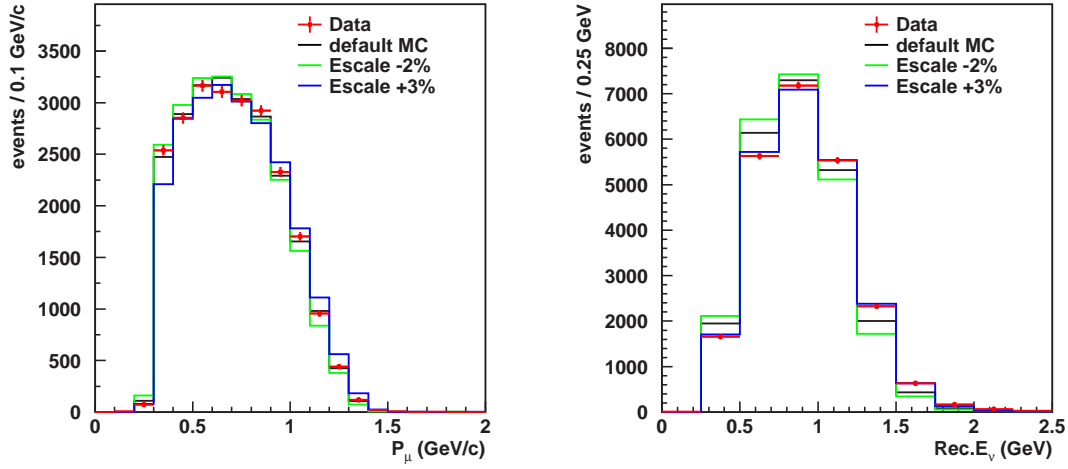 events / 0.1 GeV/c
3500
3000
2500
2000
1500
1000
500
0
Data
default MC
Escale -2%
Escale +3%
0 0.5 1 1.5 2
P_μ (GeV/c)
events / 0.25 GeV
8000
7000
6000
5000
4000
3000
2000
1000
0
Data
default MC
Escale -2%
Escale +3%
0 0.5 1 1.5 2 2.5
Rec.E_ν (GeV)